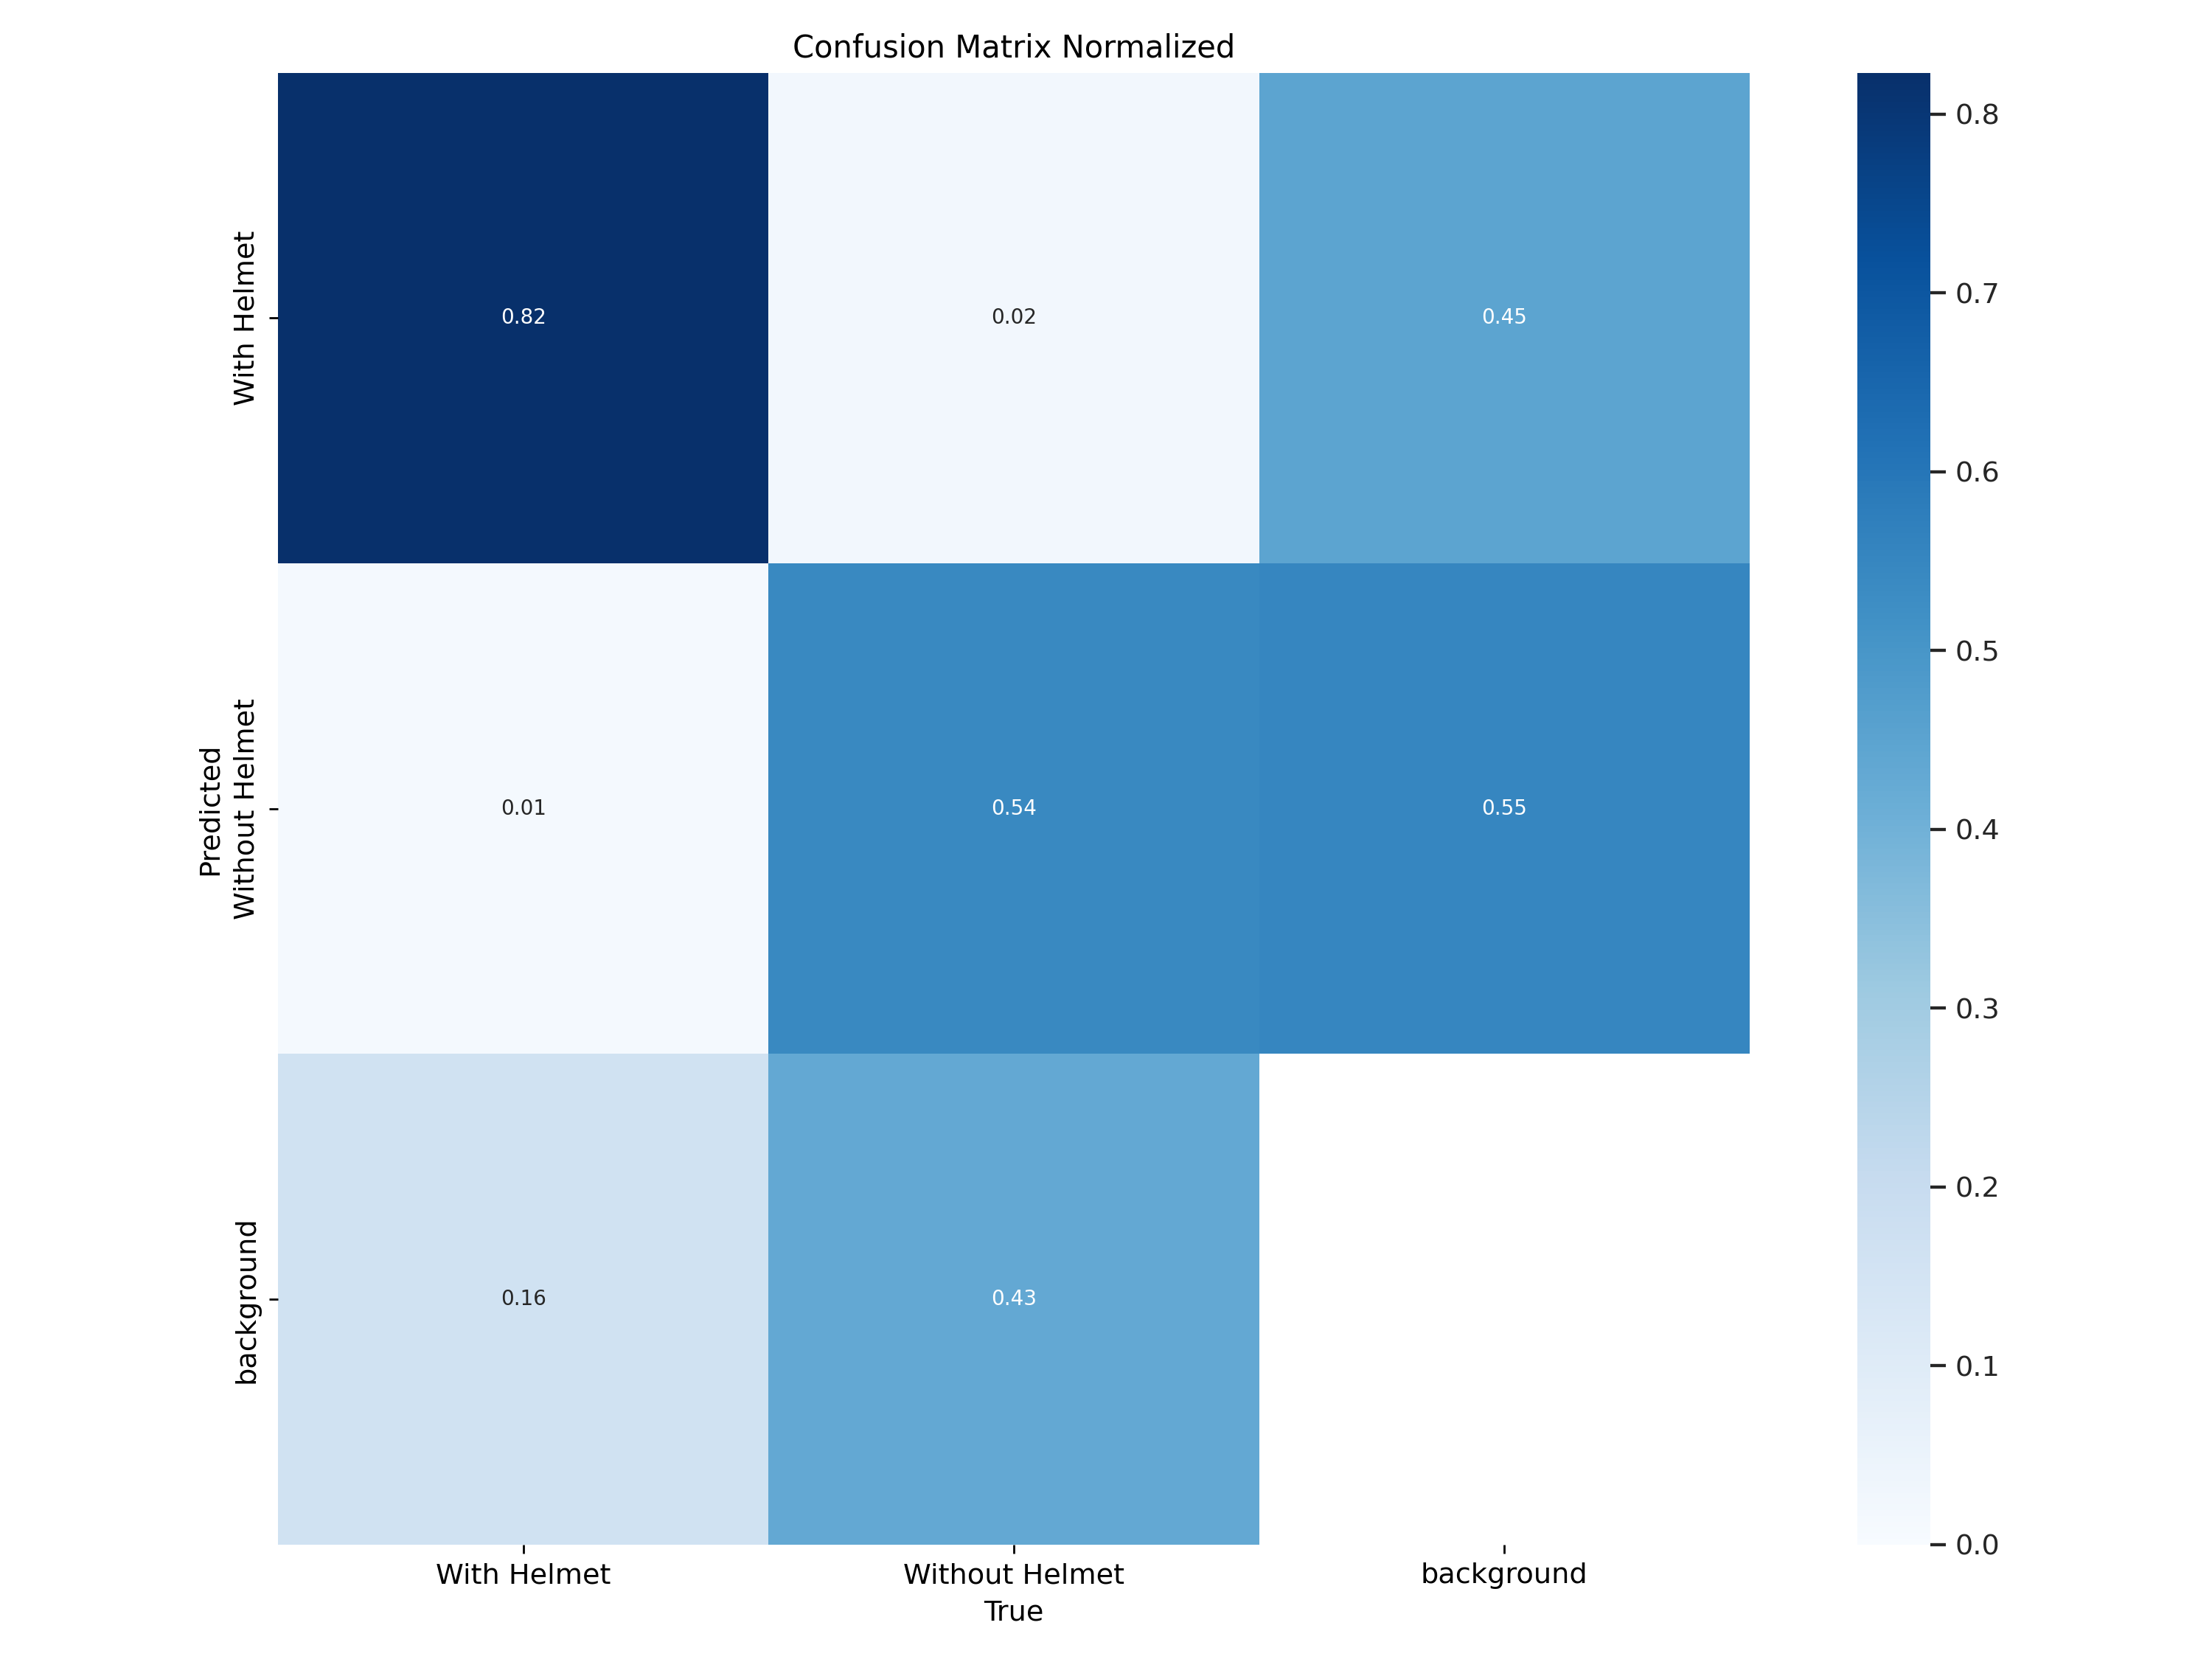 Confusion Matrix Normalized
With Helmet
0.82
0.02
0.45
0.8
0.7
0.6
0.5
0.4
0.3
0.2
0.1
0.0
Predicted
Without Helmet
0.01
0.54
0.55
background
0.16
0.43
With Helmet
Without Helmet
background
True